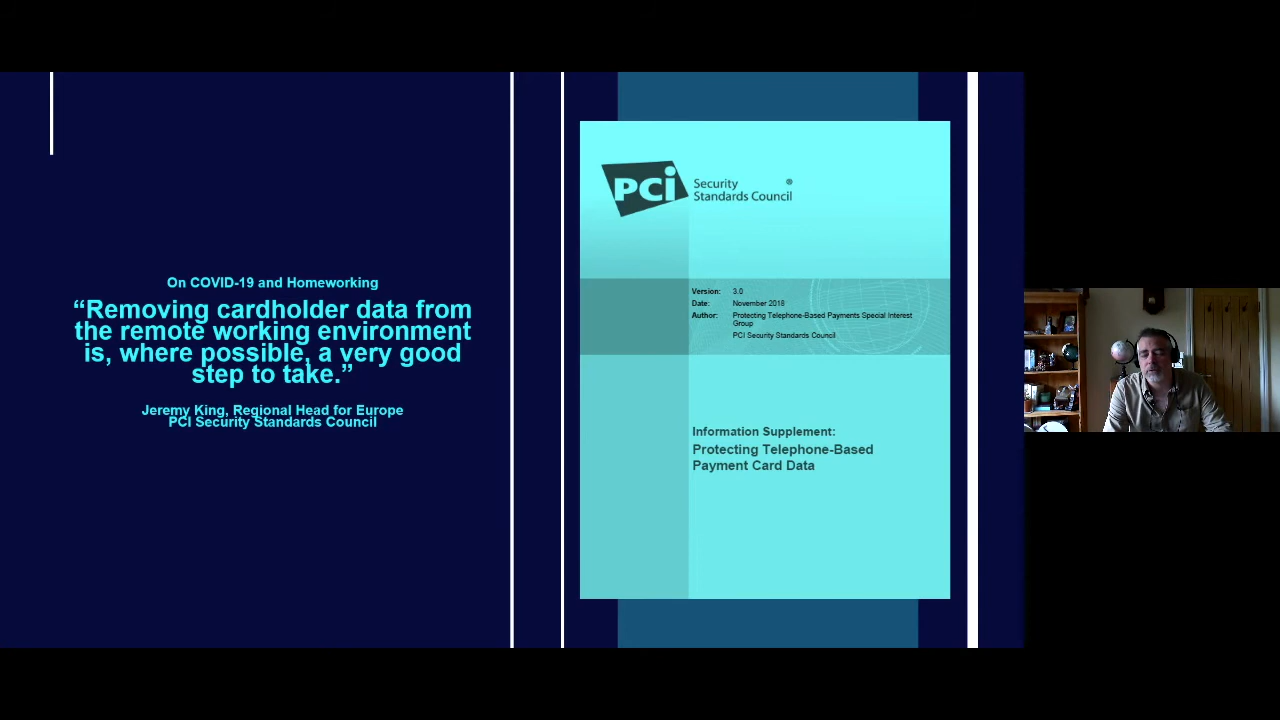 On COVID-19 and Homeworking
“Removing cardholder data from
the remote working environment
is, where possible, a very good
step to take.”
Jeremy King, Regional Head for Europe
PCI Security Standards Council
PCi
Security ®
Standards Council
Version: 3.0
Date: November 2018
Author: Protecting Telephone-Based Payments Special Interest
Group
PCI Security Standards Council
Information Supplement:
Protecting Telephone-Based
Payment Card Data